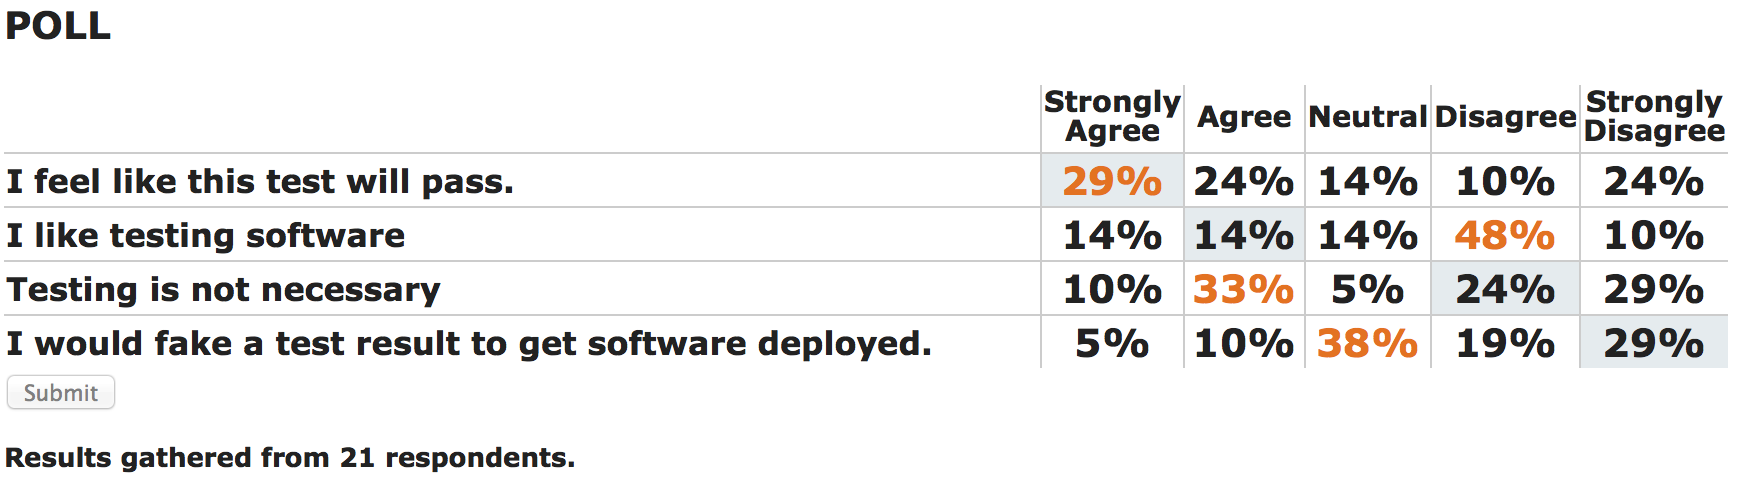 POLL
Strongly Agree Agree Neutral Disagree Strongly Disagree
I feel like this test will pass. 29% 24% 14% 10% 24%
I like testing software 14% 14% 14% 48% 10%
Testing is not necessary 10% 33% 5% 24% 29%
I would fake a test result to get software deployed. 5% 10% 38% 19% 29%
Submit
Results gathered from 21 respondents.